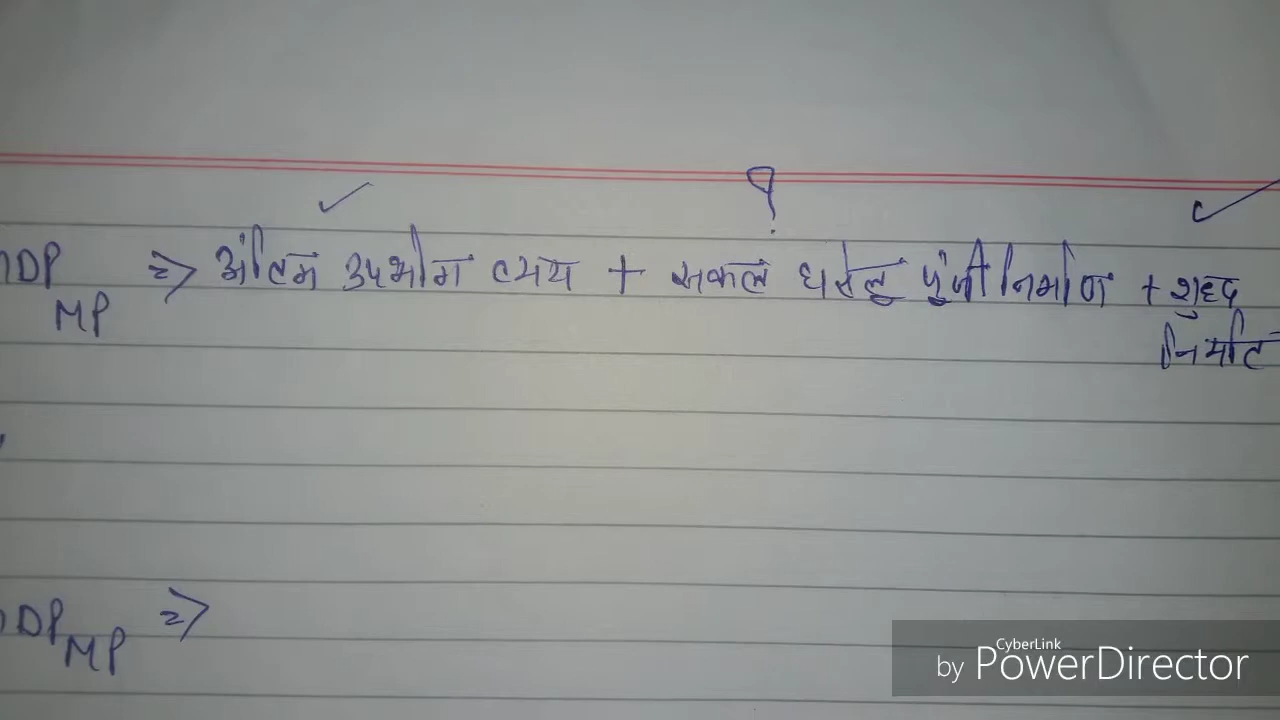 DP
MP => अंतिम उपभोग व्यय + सकल घरेलू पूंजी निर्माण + शुद्ध
निर्यात
DP MP =>
CyberLink
by PowerDirector